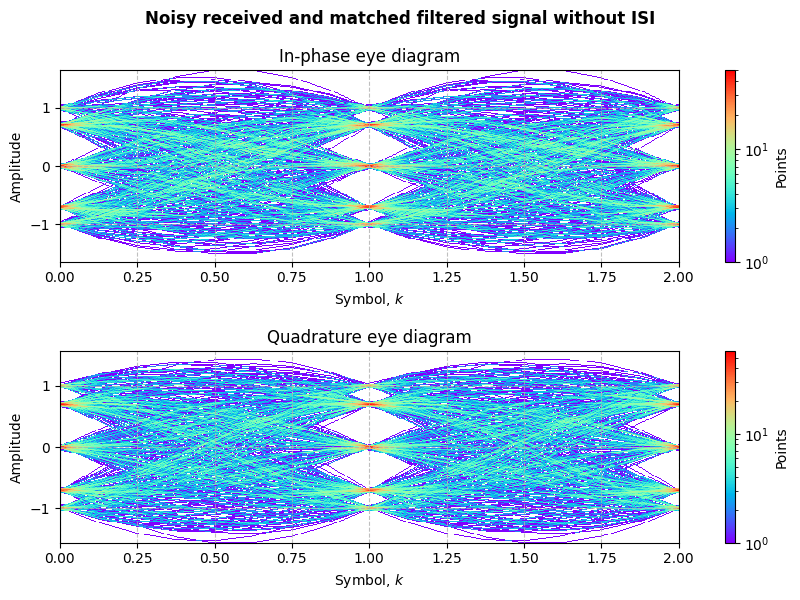 Noisy received and matched filtered signal without ISI
In-phase eye diagram
Amplitude
1
0
−1
0.00 0.25 0.50 0.75 1.00 1.25 1.50 1.75 2.00
Symbol, k
10^1
10^0
Points
Quadrature eye diagram
Amplitude
1
0
−1
0.00 0.25 0.50 0.75 1.00 1.25 1.50 1.75 2.00
Symbol, k
10^1
10^0
Points